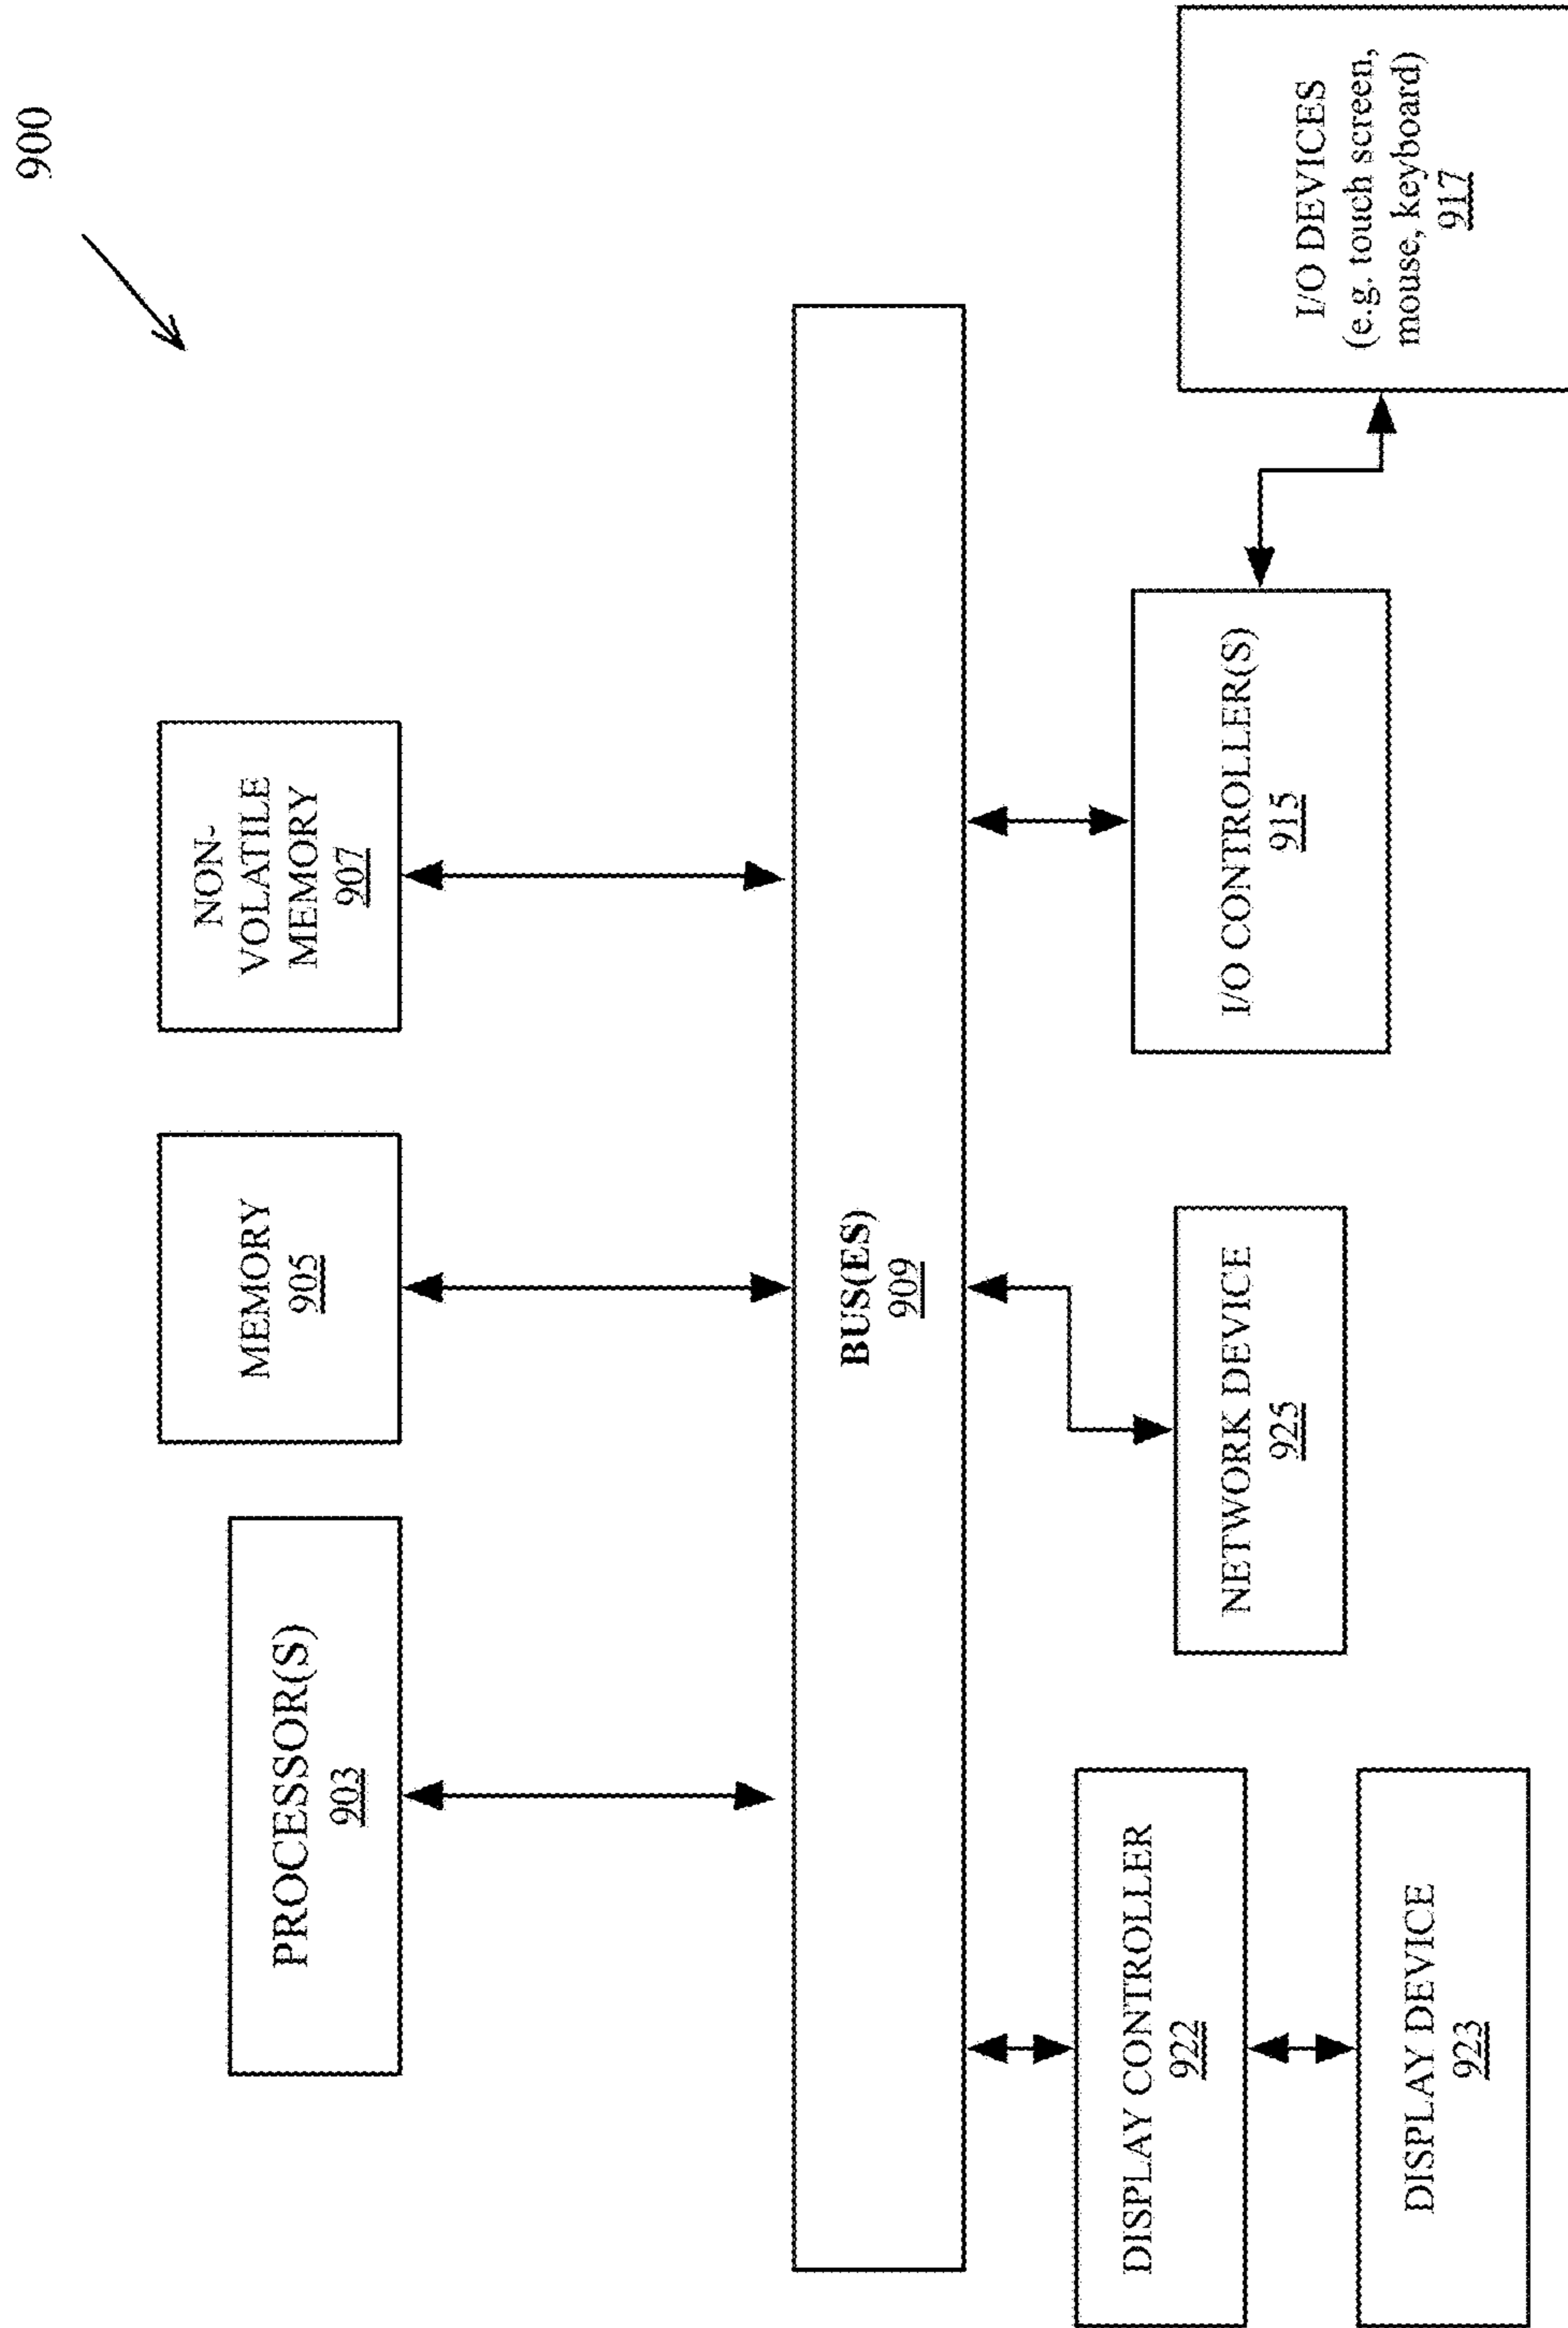 900
PROCESSOR(S)
903
MEMORY
905
NON-
VOLATILE
MEMORY
907
BUS(ES)
909
DISPLAY CONTROLLER
922
NETWORK DEVICE
925
I/O CONTROLLER(S)
915
I/O DEVICES
(e.g. touch screen,
mouse, keyboard)
917
DISPLAY DEVICE
923